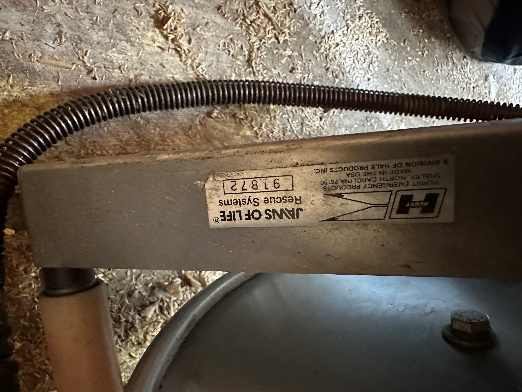 HURST
JAWS OF LIFE®
Rescue Systems
91872
HURST EMERGENCY PRODUCTS
SHELBY, NORTH CAROLINA
MADE IN THE USA
A DIVISION OF HALE PRODUCTS INC.